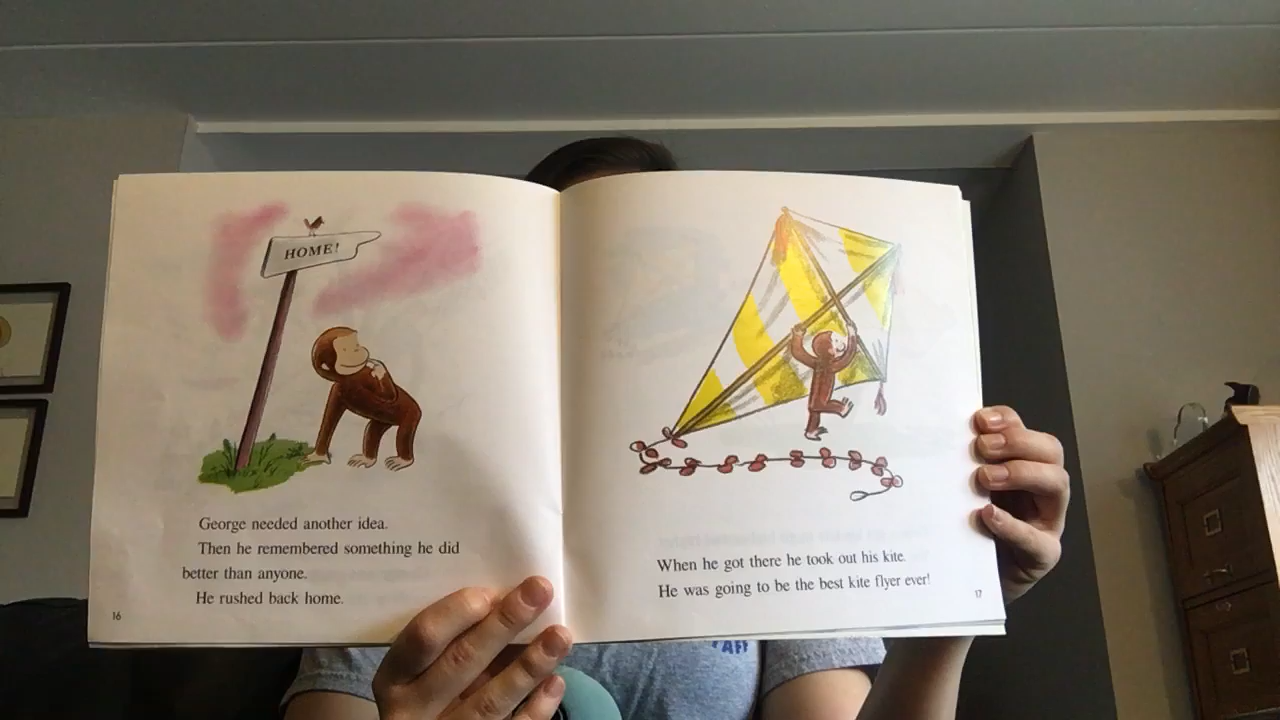 HOME!
George needed another idea.
Then he remembered something he did
better than anyone.
He rushed back home.
16
When he got there he took out his kite.
He was going to be the best kite flyer ever!
17